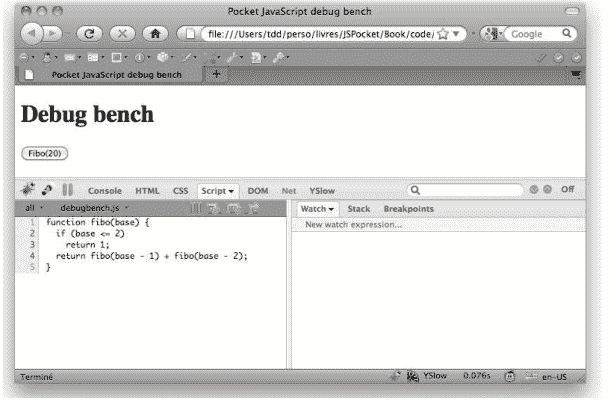 Pocket JavaScript debug bench
file:///Users/tdd/perso/livres/JSPocket/Book/code/
Google
Pocket JavaScript debug bench
+
Debug bench
Fibo(20)
Console HTML CSS Script DOM Net YSlow Off
all debugbench.js
Watch Stack Breakpoints
New watch expression...
1 function fibo(base) {
2 if (base <= 2)
3 return 1;
4 return fibo(base - 1) + fibo(base - 2);
5 }
Terminé YSlow 0.076s en-US